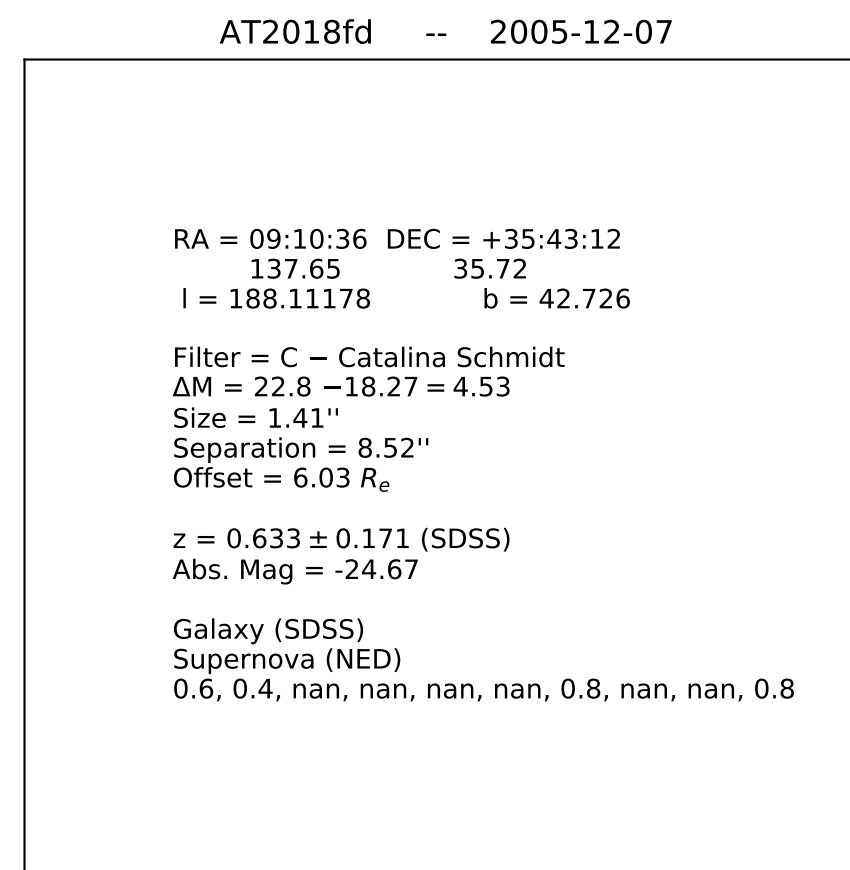 AT2018fd -- 2005-12-07
RA = 09:10:36 DEC = +35:43:12
137.65 35.72
l = 188.11178 b = 42.726
Filter = C − Catalina Schmidt
ΔM = 22.8 −18.27 = 4.53
Size = 1.41''
Separation = 8.52''
Offset = 6.03 Re
z = 0.633 ± 0.171 (SDSS)
Abs. Mag = -24.67
Galaxy (SDSS)
Supernova (NED)
0.6, 0.4, nan, nan, nan, nan, 0.8, nan, nan, 0.8